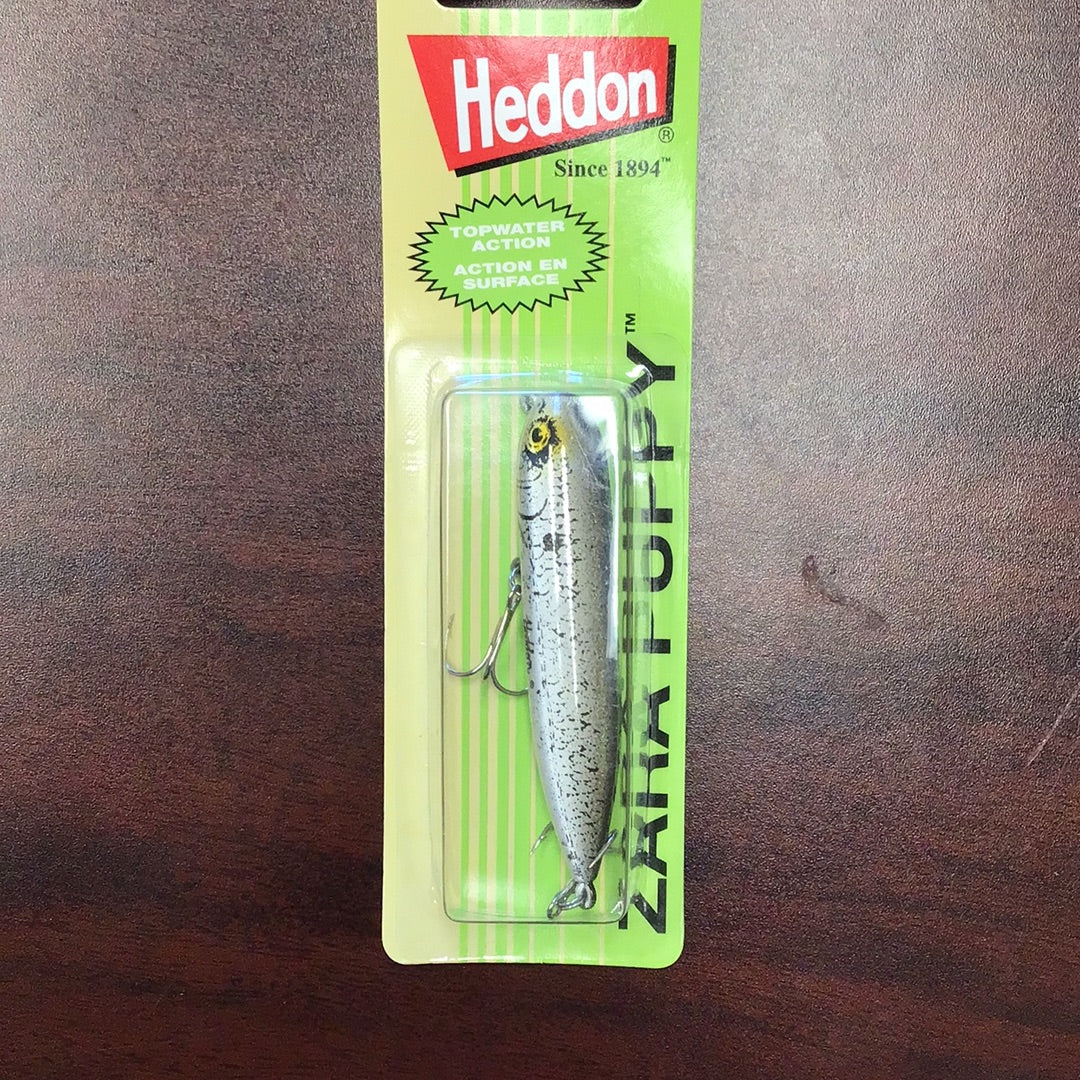 Heddon
®
Since 1894™
TOPWATER
ACTION
ACTION EN
SURFACE
ZARA PUPPY™